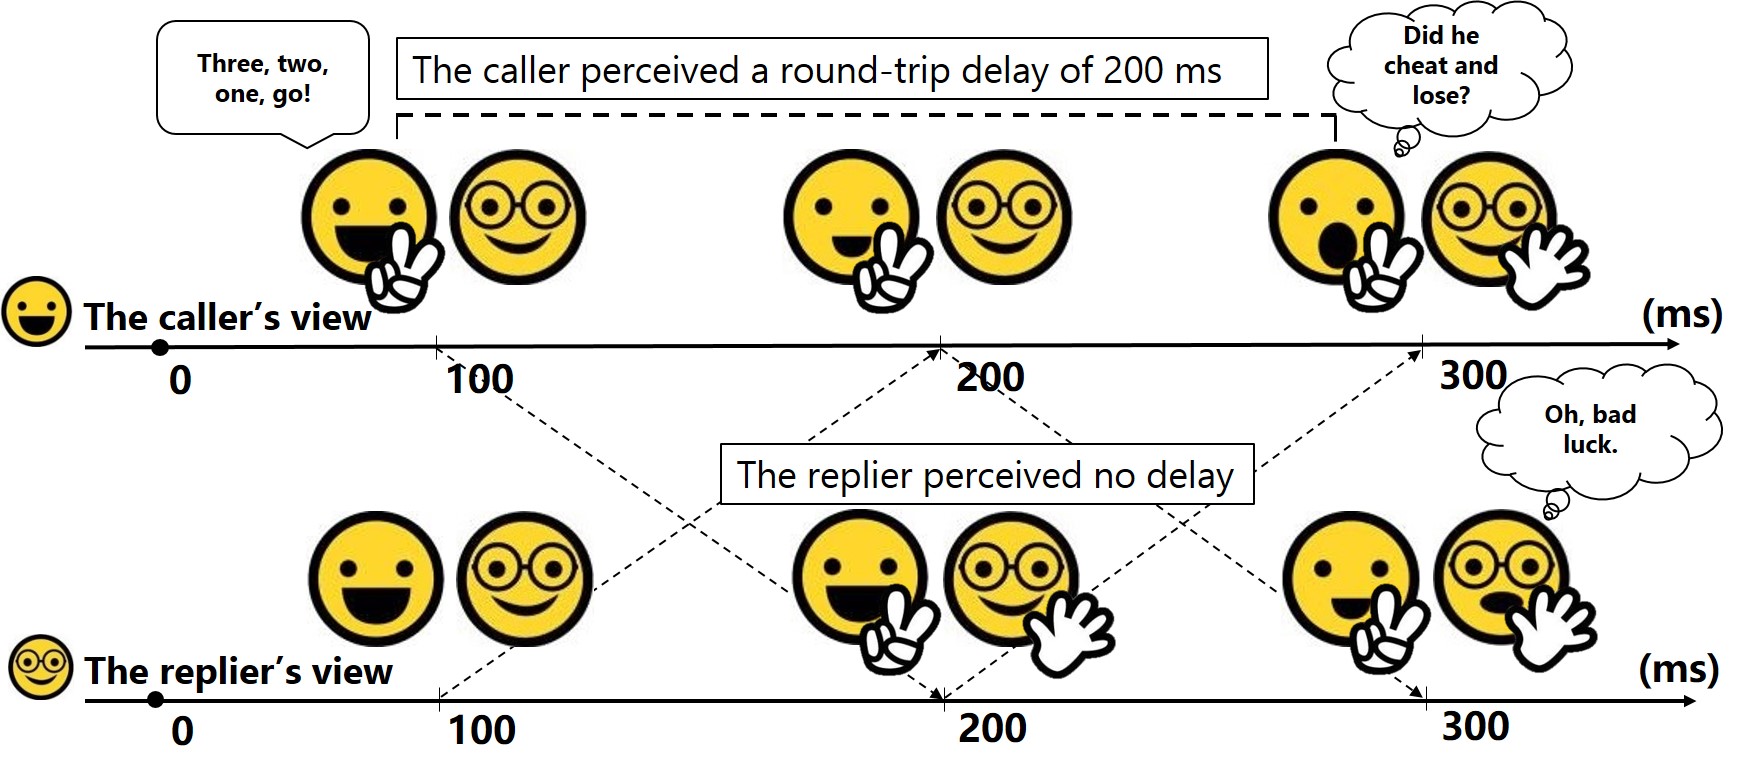 Three, two,
one, go!
The caller perceived a round-trip delay of 200 ms
Did he
cheat and
lose?
The caller's view
(ms)
0
100
200
300
Oh, bad
luck.
The replier perceived no delay
The replier's view
(ms)
0
100
200
300